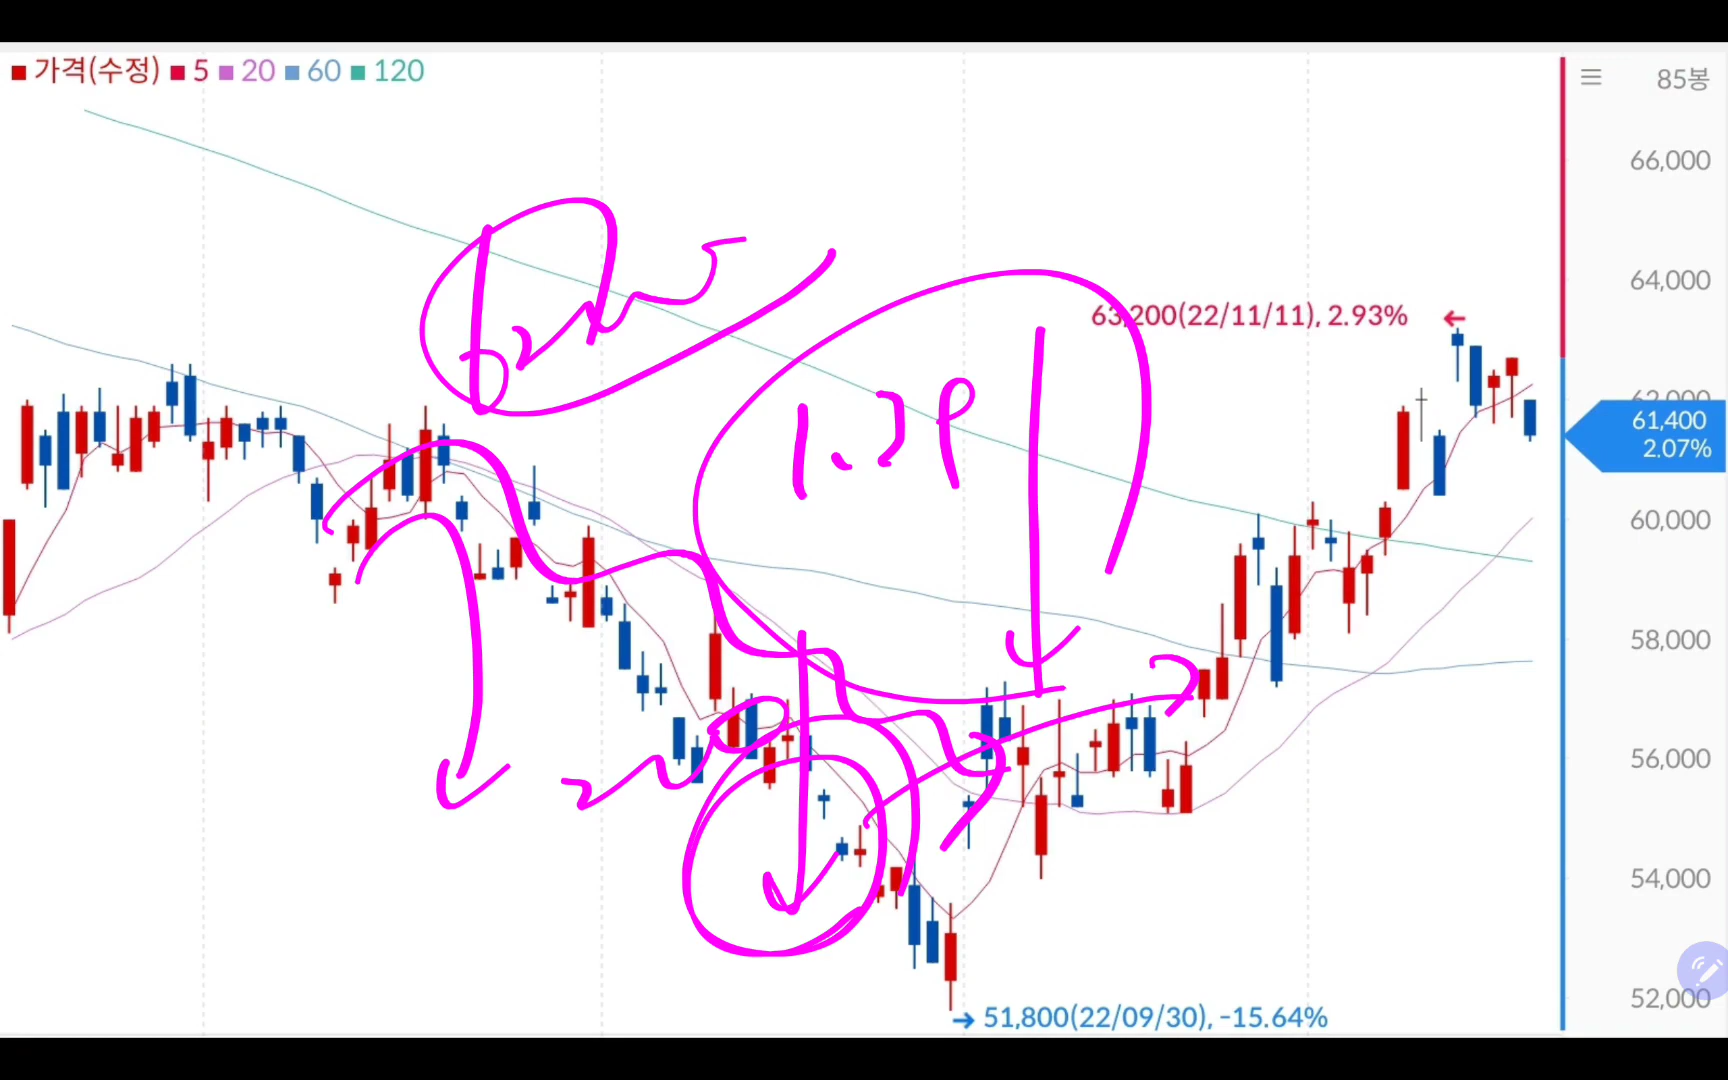 ■ 가격(수정) ■ 5 ■ 20 ■ 60 ■ 120
85봉
66,000
64,000
63,200(22/11/11), 2.93% ←
62,000
61,400
2.07%
60,000
58,000
56,000
54,000
52,000
→ 51,800(22/09/30), -15.64%